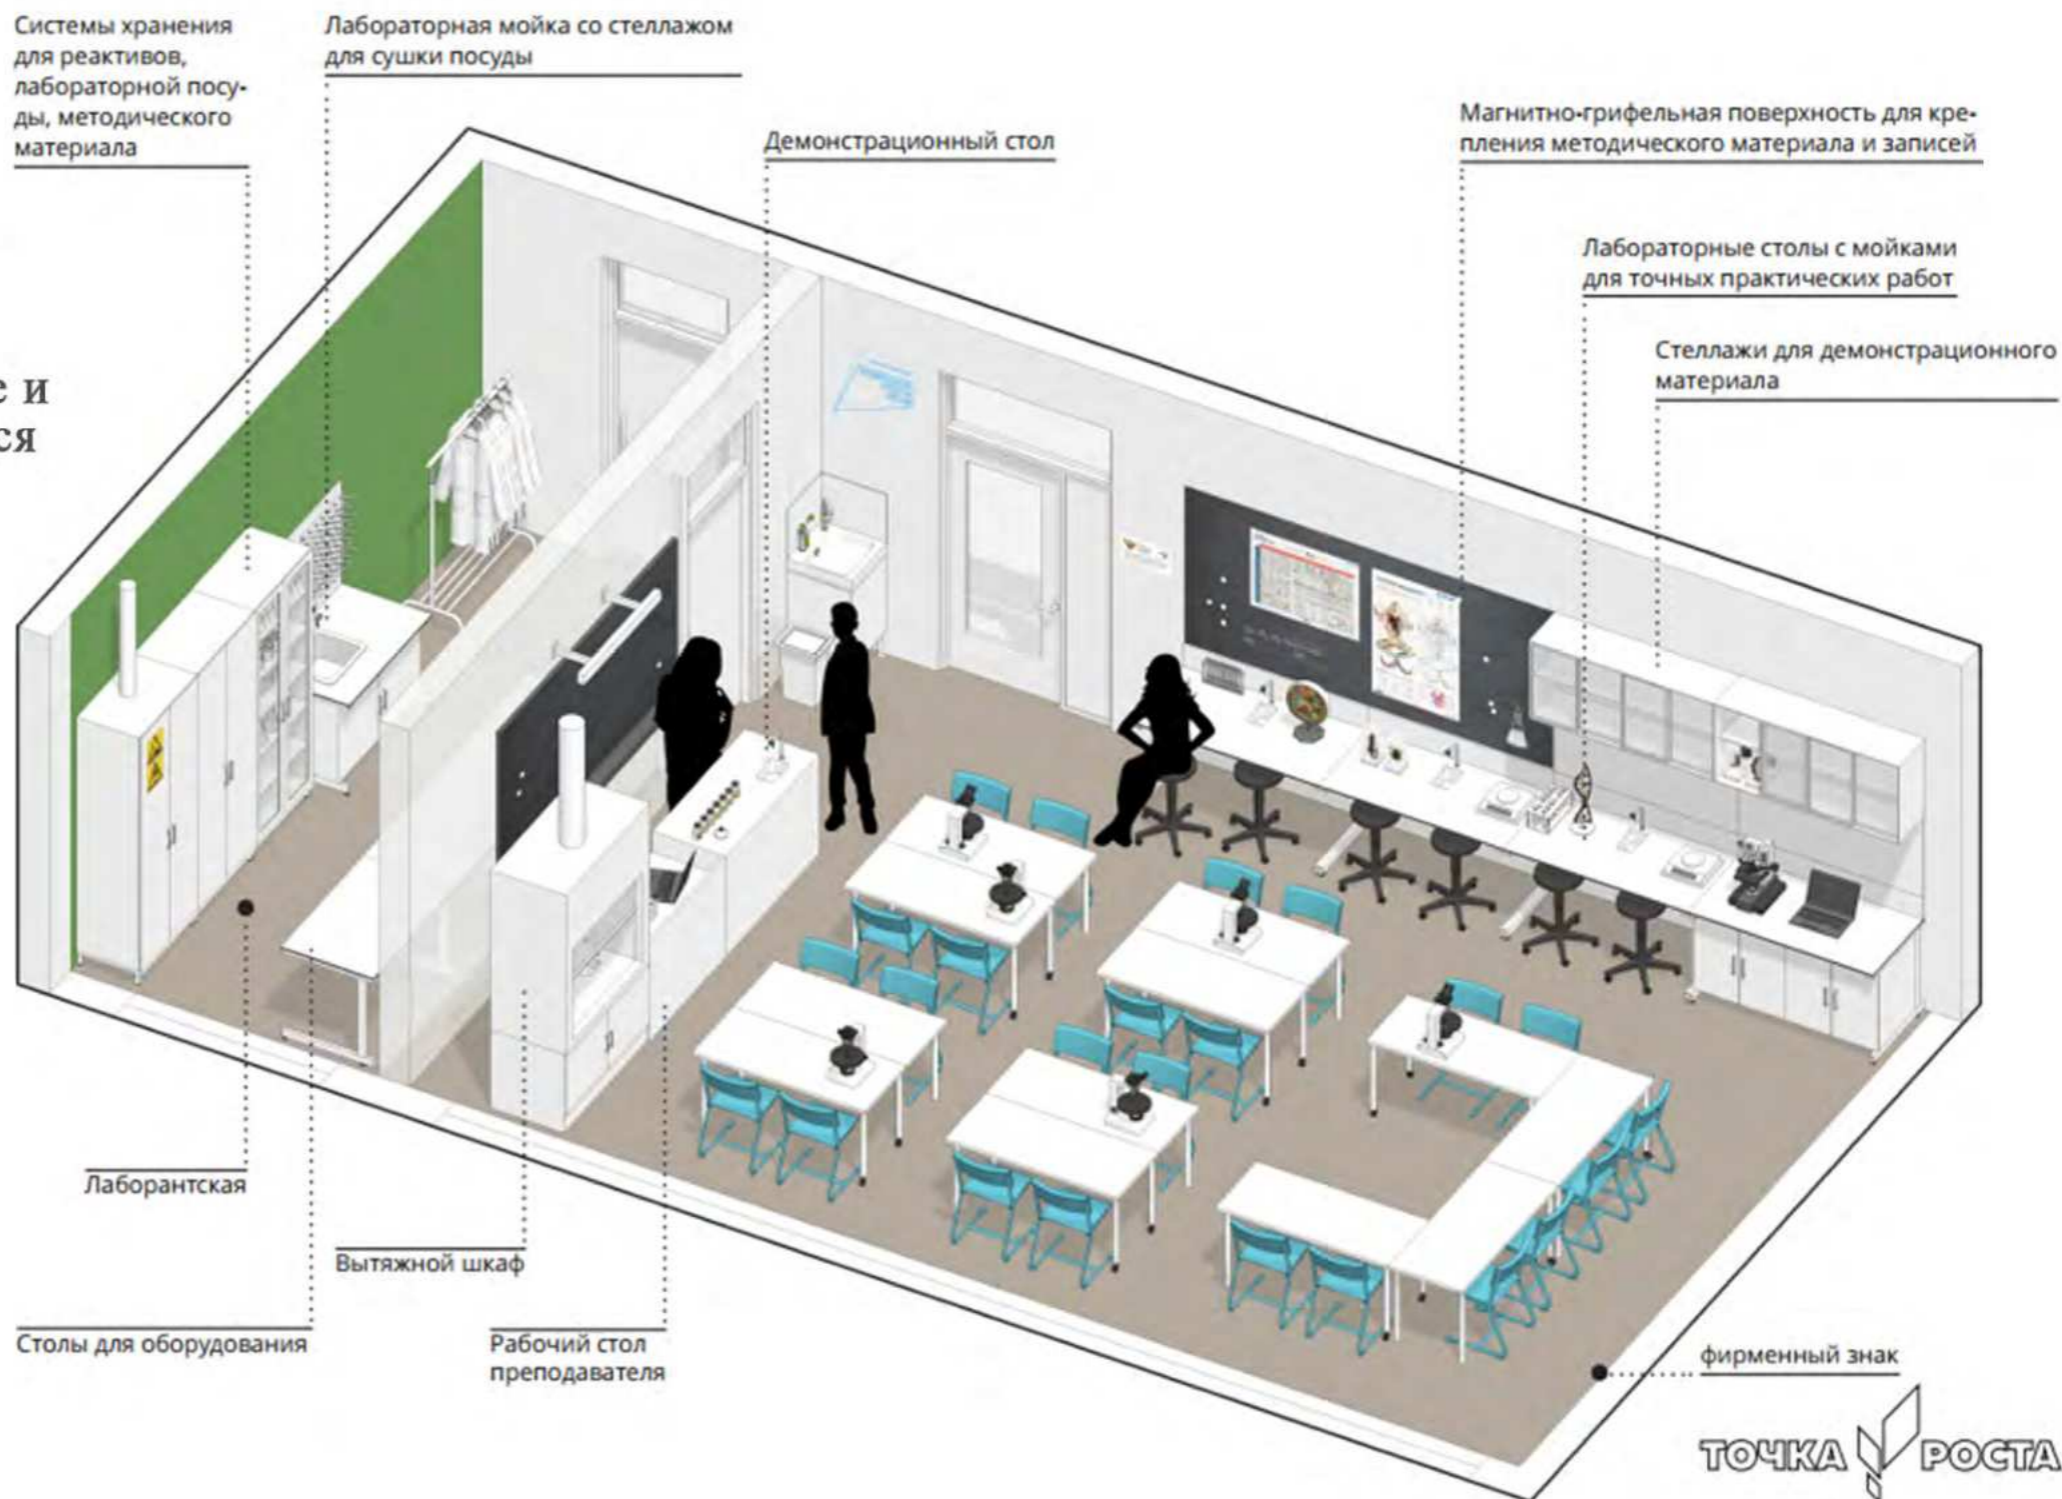 Системы хранения
для реактивов,
лабораторной посу-
ды, методического
материала
Лабораторная мойка со стеллажом
для сушки посуды
Демонстрационный стол
Магнитно-грифельная поверхность для кре-
пления методического материала и записей
Лабораторные столы с мойками
для точных практических работ
Стеллажи для демонстрационного
материала
е и
ся
Лаборантская
Вытяжной шкаф
Столы для оборудования
Рабочий стол
преподавателя
фирменный знак
ТОЧКА РОСТА